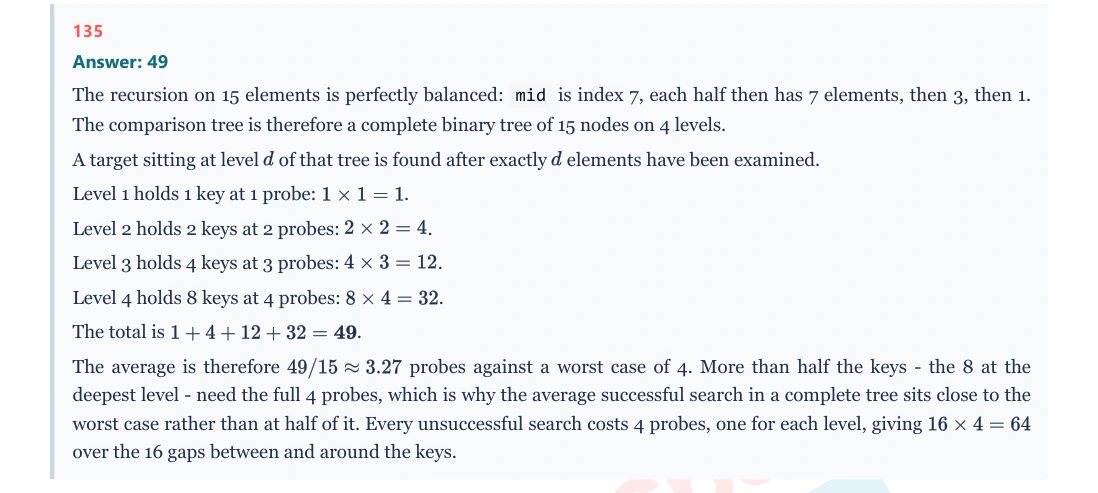 135
Answer: 49
The recursion on 15 elements is perfectly balanced: mid is index 7, each half then has 7 elements, then 3, then 1.
The comparison tree is therefore a complete binary tree of 15 nodes on 4 levels.
A target sitting at level d of that tree is found after exactly d elements have been examined.
Level 1 holds 1 key at 1 probe: 1 × 1 = 1.
Level 2 holds 2 keys at 2 probes: 2 × 2 = 4.
Level 3 holds 4 keys at 3 probes: 4 × 3 = 12.
Level 4 holds 8 keys at 4 probes: 8 × 4 = 32.
The total is 1 + 4 + 12 + 32 = 49.
The average is therefore 49/15 ≈ 3.27 probes against a worst case of 4. More than half the keys - the 8 at the
deepest level - need the full 4 probes, which is why the average successful search in a complete tree sits close to the
worst case rather than at half of it. Every unsuccessful search costs 4 probes, one for each level, giving 16 × 4 = 64
over the 16 gaps between and around the keys.